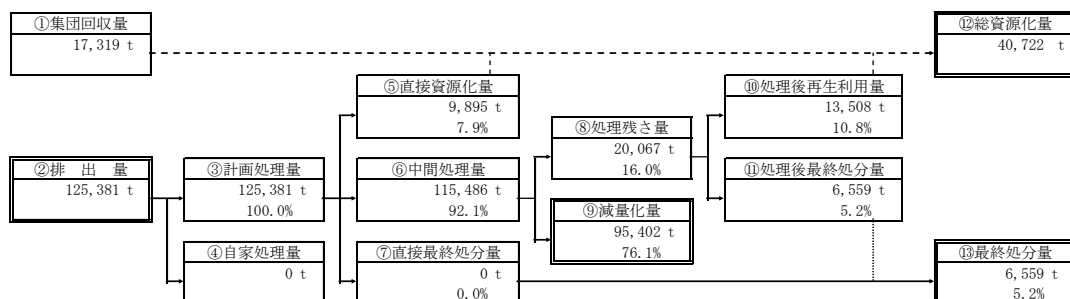 ①集団回収量
17,319 t
⑫総資源化量
40,722 t
⑤直接資源化量
9,895 t
7.9%
⑩処理後再生利用量
13,508 t
10.8%
⑧処理残さ量
20,067 t
16.0%
②排 出 量
125,381 t
③計画処理量
125,381 t
100.0%
⑥中間処理量
115,486 t
92.1%
⑪処理後最終処分量
6,559 t
5.2%
⑨減量化量
95,402 t
76.1%
④自家処理量
0 t
⑦直接最終処分量
0 t
0.0%
⑬最終処分量
6,559 t
5.2%